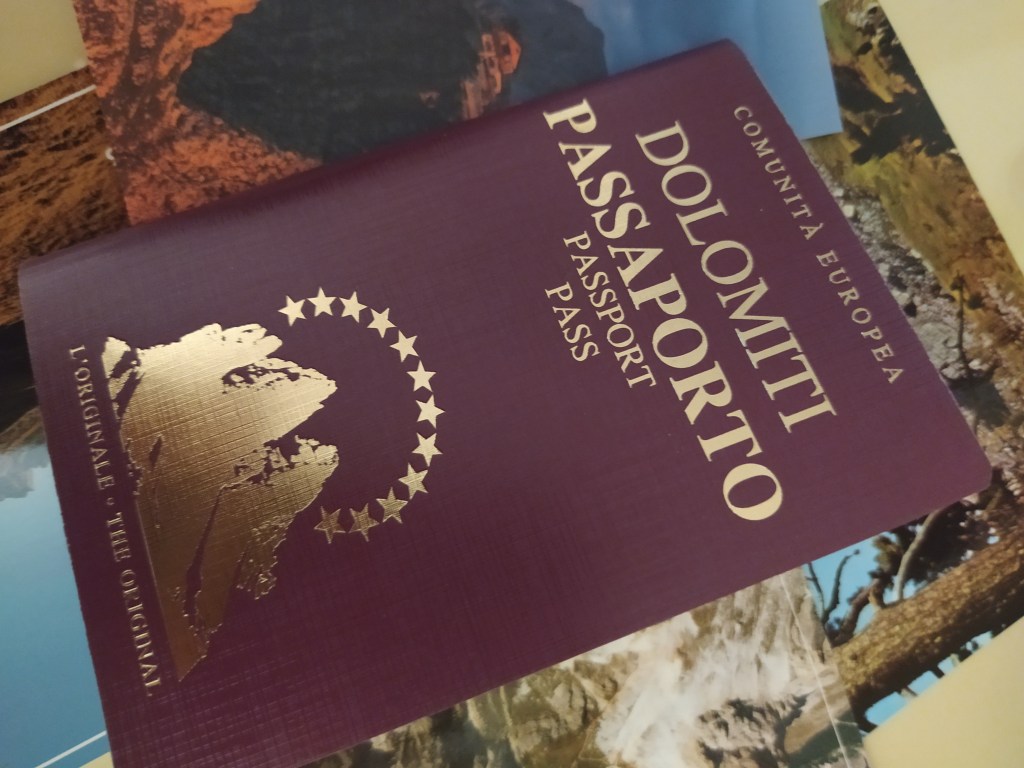 COMUNITÀ EUROPEA
DOLOMITI
PASSAPORTO
PASSPORT
PASS
L'ORIGINALE · THE ORIGINAL